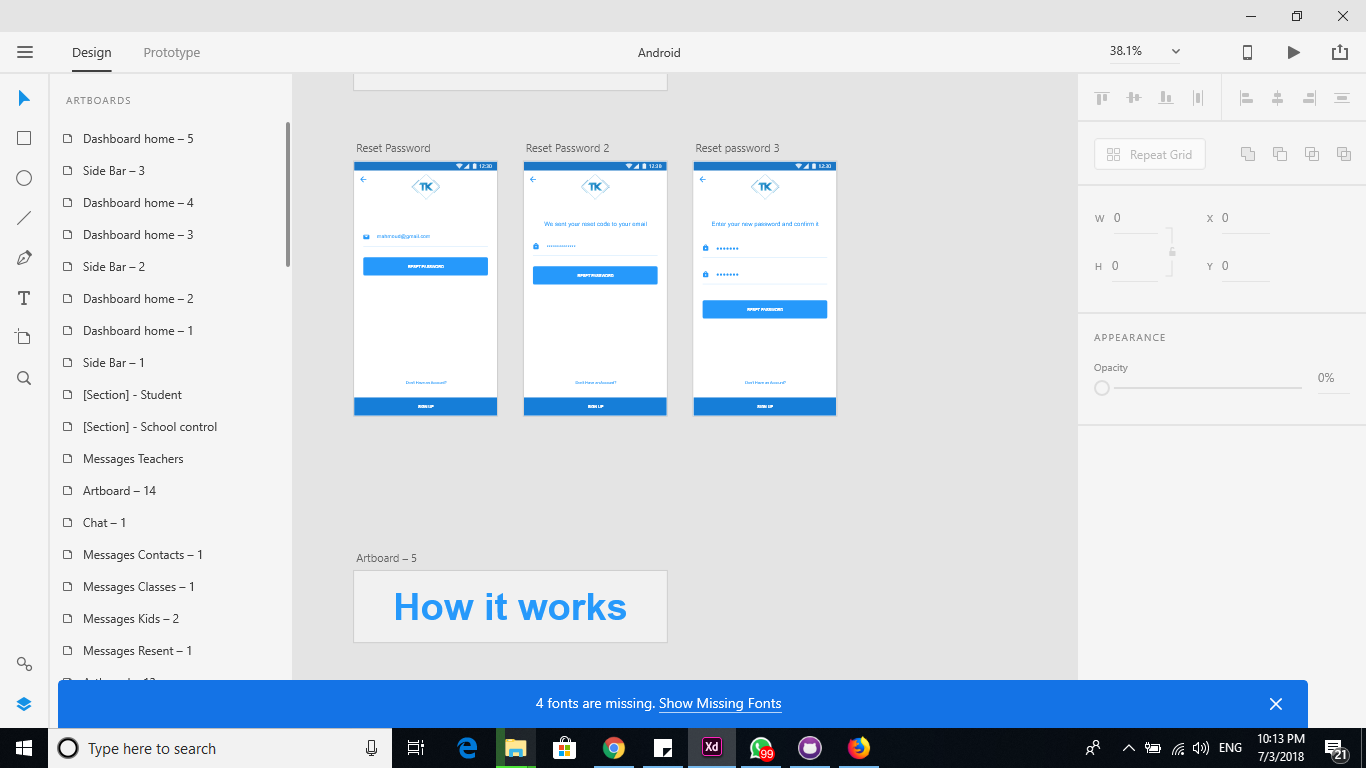 Design Prototype Android 38.1%
ARTBOARDS
Dashboard home – 5
Side Bar – 3
Dashboard home – 4
Dashboard home – 3
Side Bar – 2
Dashboard home – 2
Dashboard home – 1
Side Bar – 1
[Section] - Student
[Section] - School control
Messages Teachers
Artboard – 14
Chat – 1
Messages Contacts – 1
Messages Classes – 1
Messages Kids – 2
Messages Resent – 1
Reset Password
12:30
TK
mahmoud@gmail.com
RESET PASSWORD
Don't Have an Account?
SIGN UP
Reset Password 2
12:30
TK
We sent your reset code to your email
RESET PASSWORD
Don't Have an Account?
SIGN UP
Reset password 3
12:30
TK
Enter your new password and confirm it
RESET PASSWORD
Don't Have an Account?
SIGN UP
Artboard – 5
How it works
Repeat Grid
W 0 X 0
H 0 Y 0
APPEARANCE
Opacity
0%
4 fonts are missing. Show Missing Fonts
Type here to search
Xd
99
ENG
10:13 PM
7/3/2018
21